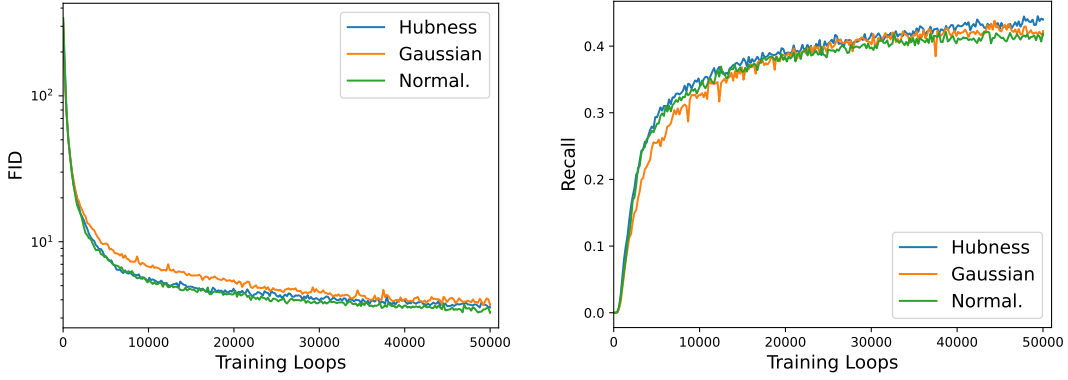 FID
10²
10¹
Hubness
Gaussian
Normal.
0
10000
20000
30000
40000
50000
Training Loops
Recall
0.4
0.3
0.2
0.1
0.0
Hubness
Gaussian
Normal.
0
10000
20000
30000
40000
50000
Training Loops